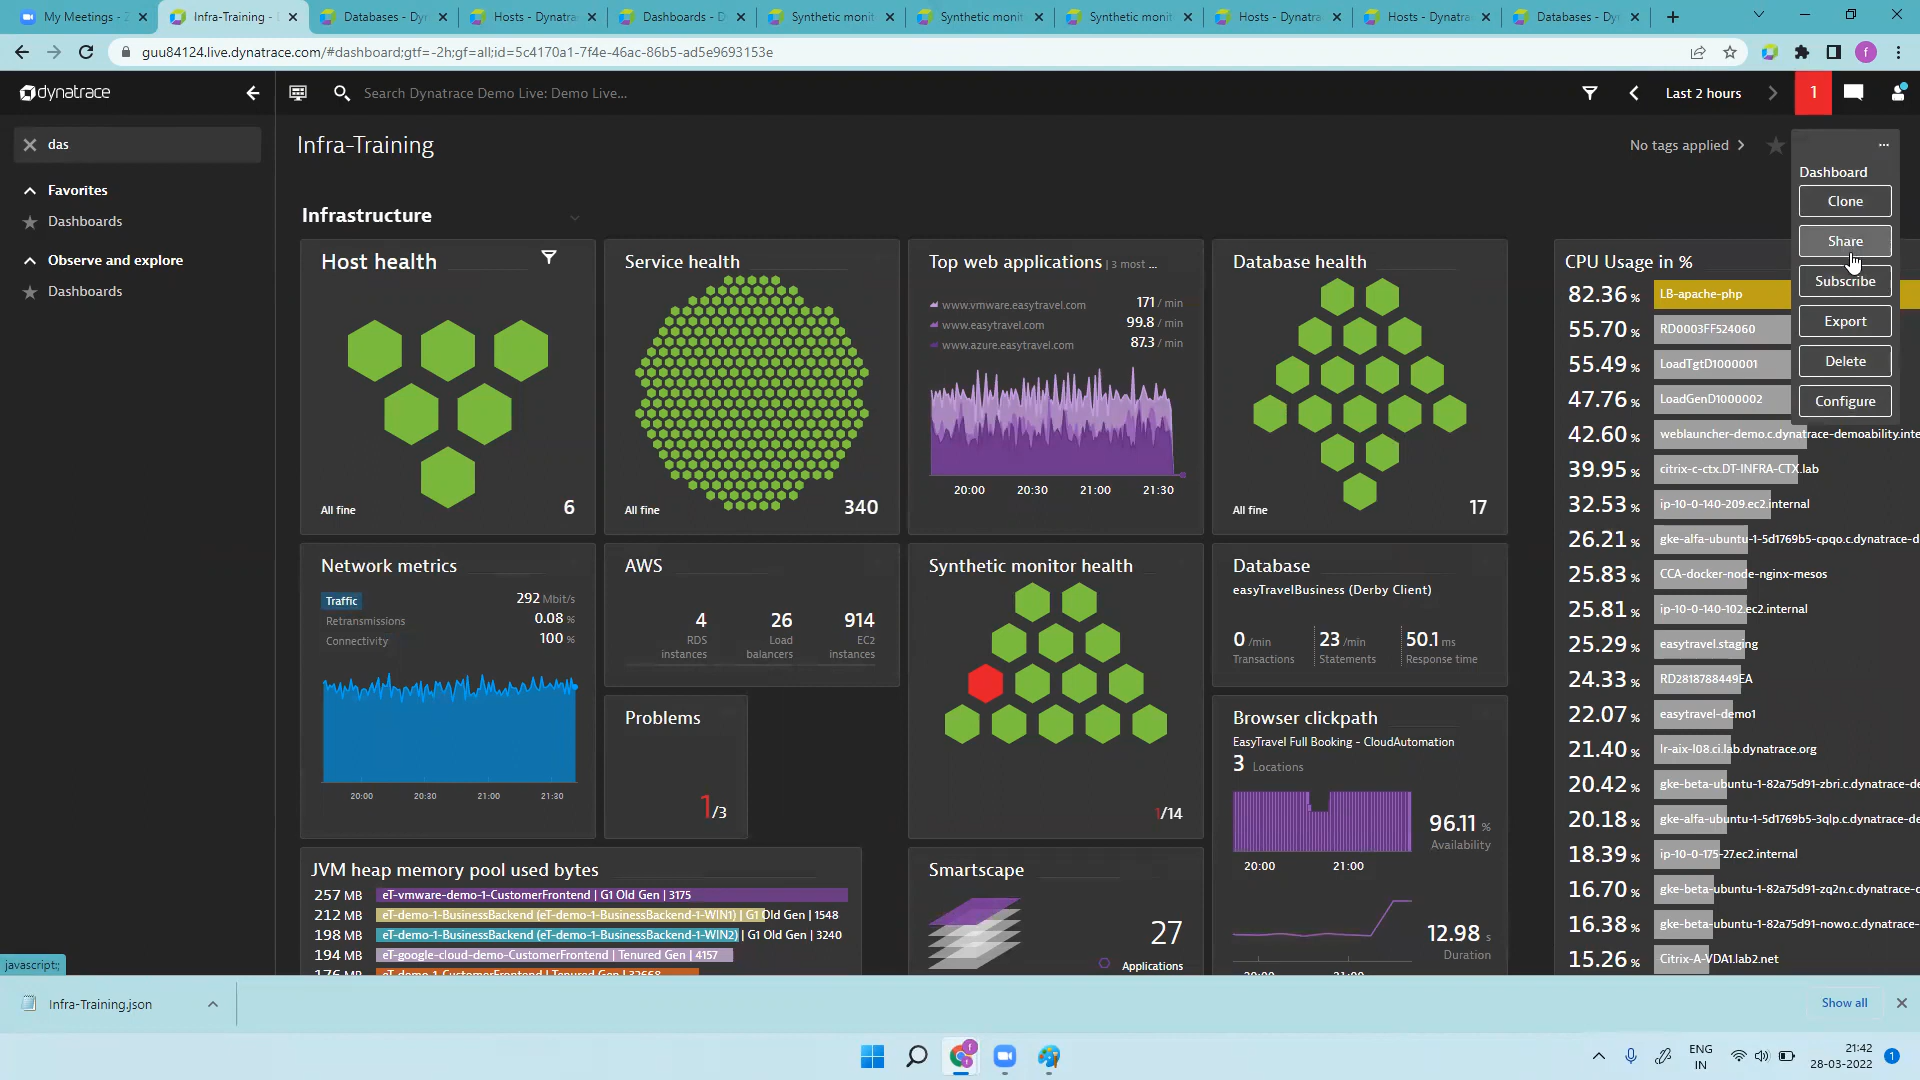 My Meetings - Z
Infra-Training -
Databases - Dyn
Hosts - Dynatra
Dashboards - D
Synthetic monit
Synthetic monit
Synthetic monit
Hosts - Dynatra
Hosts - Dynatra
Databases - Dy
guu84124.live.dynatrace.com/#dashboard;gtf=-2h;gf=all;id=5c4170a1-7f4e-46ac-86b5-ad5e9693153e
f
dynatrace
Search Dynatrace Demo Live: Demo Live...
Last 2 hours
1
das
Favorites
Dashboards
Observe and explore
Dashboards
Infra-Training
No tags applied
...
Dashboard
Clone
Share
Subscribe
Export
Delete
Configure
Infrastructure
Host health
All fine
6
Service health
All fine
340
Top web applications | 3 most ...
www.vmware.easytravel.com 171 / min
www.easytravel.com 99.8 / min
www.azure.easytravel.com 87.3 / min
20:00 20:30 21:00 21:30
Database health
All fine
17
CPU Usage in %
82.36 % LB-apache-php
55.70 % RD0003FF524060
55.49 % LoadTgtD1000001
47.76 % LoadGenD1000002
42.60 % weblauncher-demo.c.dynatrace-demoability.inte
39.95 % citrix-c-ctx.DT-INFRA-CTX.lab
32.53 % ip-10-0-140-209.ec2.internal
26.21 % gke-alfa-ubuntu-1-5d1769b5-cpqo.c.dynatrace-d
25.83 % CCA-docker-node-nginx-mesos
25.81 % ip-10-0-140-102.ec2.internal
25.29 % easytravel.staging
24.33 % RD2818788449EA
22.07 % easytravel-demo1
21.40 % lr-aix-l08.ci.lab.dynatrace.org
20.42 % gke-beta-ubuntu-1-82a75d91-zbri.c.dynatrace-de
20.18 % gke-alfa-ubuntu-1-5d1769b5-3qlp.c.dynatrace-de
18.39 % ip-10-0-175-27.ec2.internal
16.70 % gke-beta-ubuntu-1-82a75d91-zq2n.c.dynatrace-c
16.38 % gke-beta-ubuntu-1-82a75d91-nowo.c.dynatrace-
15.26 % Citrix-A-VDA1.lab2.net
Network metrics
Traffic 292 Mbit/s
Retransmissions 0.08 %
Connectivity 100 %
20:00 20:30 21:00 21:30
AWS
4 26 914
RDS instances
Load balancers
EC2 instances
Problems
1/3
Synthetic monitor health
1/14
Database
easyTravelBusiness (Derby Client)
0 /min 23 /min 50.1 ms
Transactions Statements Response time
Browser clickpath
EasyTravel Full Booking - CloudAutomation
3 Locations
96.11 %
Availability
20:00 21:00
12.98 s
Duration
20:00 21:00
JVM heap memory pool used bytes
257 MB eT-vmware-demo-1-CustomerFrontend | G1 Old Gen | 3175
212 MB eT-demo-1-BusinessBackend (eT-demo-1-BusinessBackend-1-WIN1) | G1 Old Gen | 1548
198 MB eT-demo-1-BusinessBackend (eT-demo-1-BusinessBackend-1-WIN2) | G1 Old Gen | 3240
194 MB eT-google-cloud-demo-CustomerFrontend | Tenured Gen | 4157
176 MB eT-demo-1-CustomerFrontend | Tenured Gen | 32668
Smartscape
27
Applications
javascript:;
Infra-Training.json
Show all
ENG
IN
21:42
28-03-2022
1